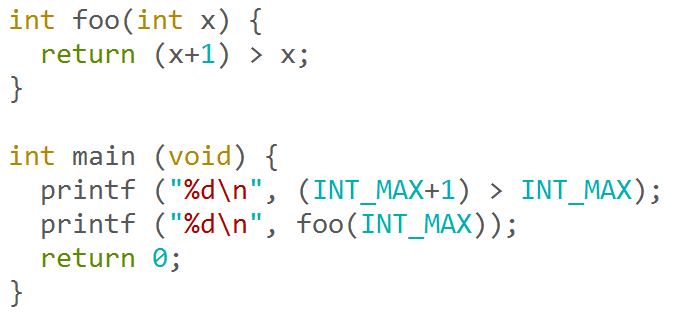 int foo(int x) {
  return (x+1) > x;
}

int main (void) {
  printf ("%d\n", (INT_MAX+1) > INT_MAX);
  printf ("%d\n", foo(INT_MAX));
  return 0;
}